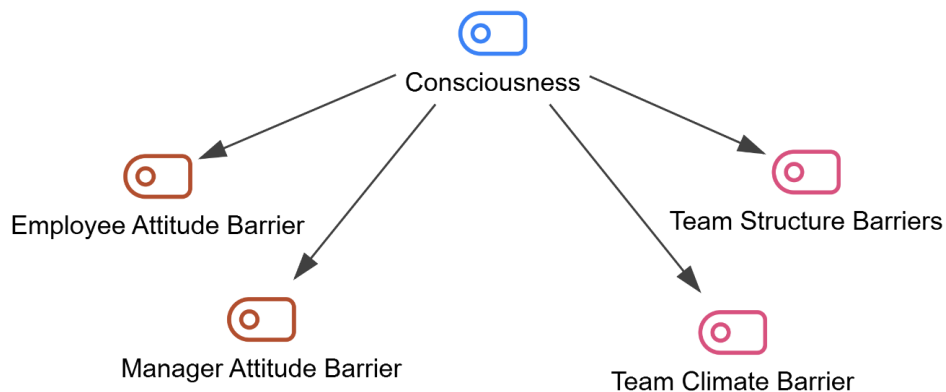 Consciousness
Employee Attitude Barrier
Team Structure Barriers
Manager Attitude Barrier
Team Climate Barrier